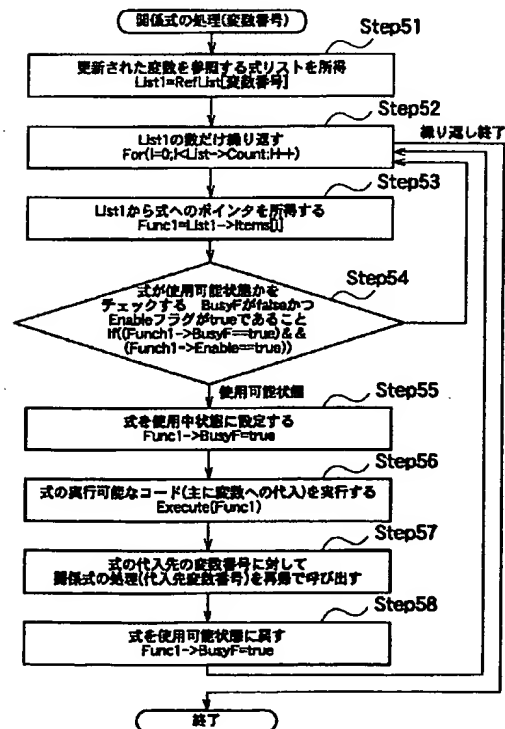 関係式の処理(変数番号)
Step51
更新された変数を参照する式リストを所得
List1=RefList[変数番号]
Step52
List1の数だけ繰り返す
For(i=0;i<List->Count;i++)
繰り返し終了
Step53
List1から式へのポインタを所得する
Func1=List1->Items[i]
Step54
式が使用可能状態かを
チェックする BusyFがfalseかつ
Enableフラグがtrueであること
If((Funch1->BusyF==true)&&
(Funch1->Enable==true))
使用可能状態
Step55
式を使用中状態に設定する
Func1->BusyF=true
Step56
式の実行可能なコード(主に変数への代入)を実行する
Execute(Func1)
Step57
式の代入先の変数番号に対して
関係式の処理(代入先変数番号)を再帰で呼び出す
Step58
式を使用可能状態に戻す
Func1->BusyF=true
終了